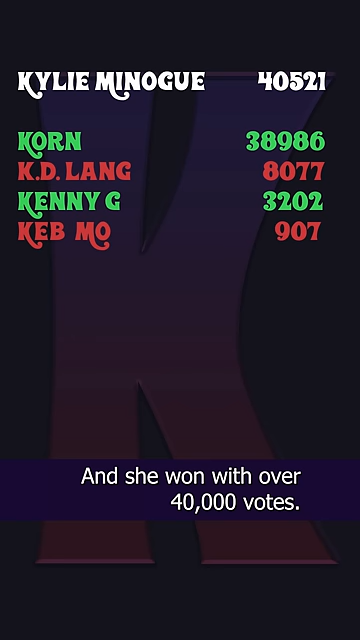 KYLIE MINOGUE 40521
KORN 38986
K.D. LANG 8077
KENNY G 3202
KEB MO 907
And she won with over
40,000 votes.